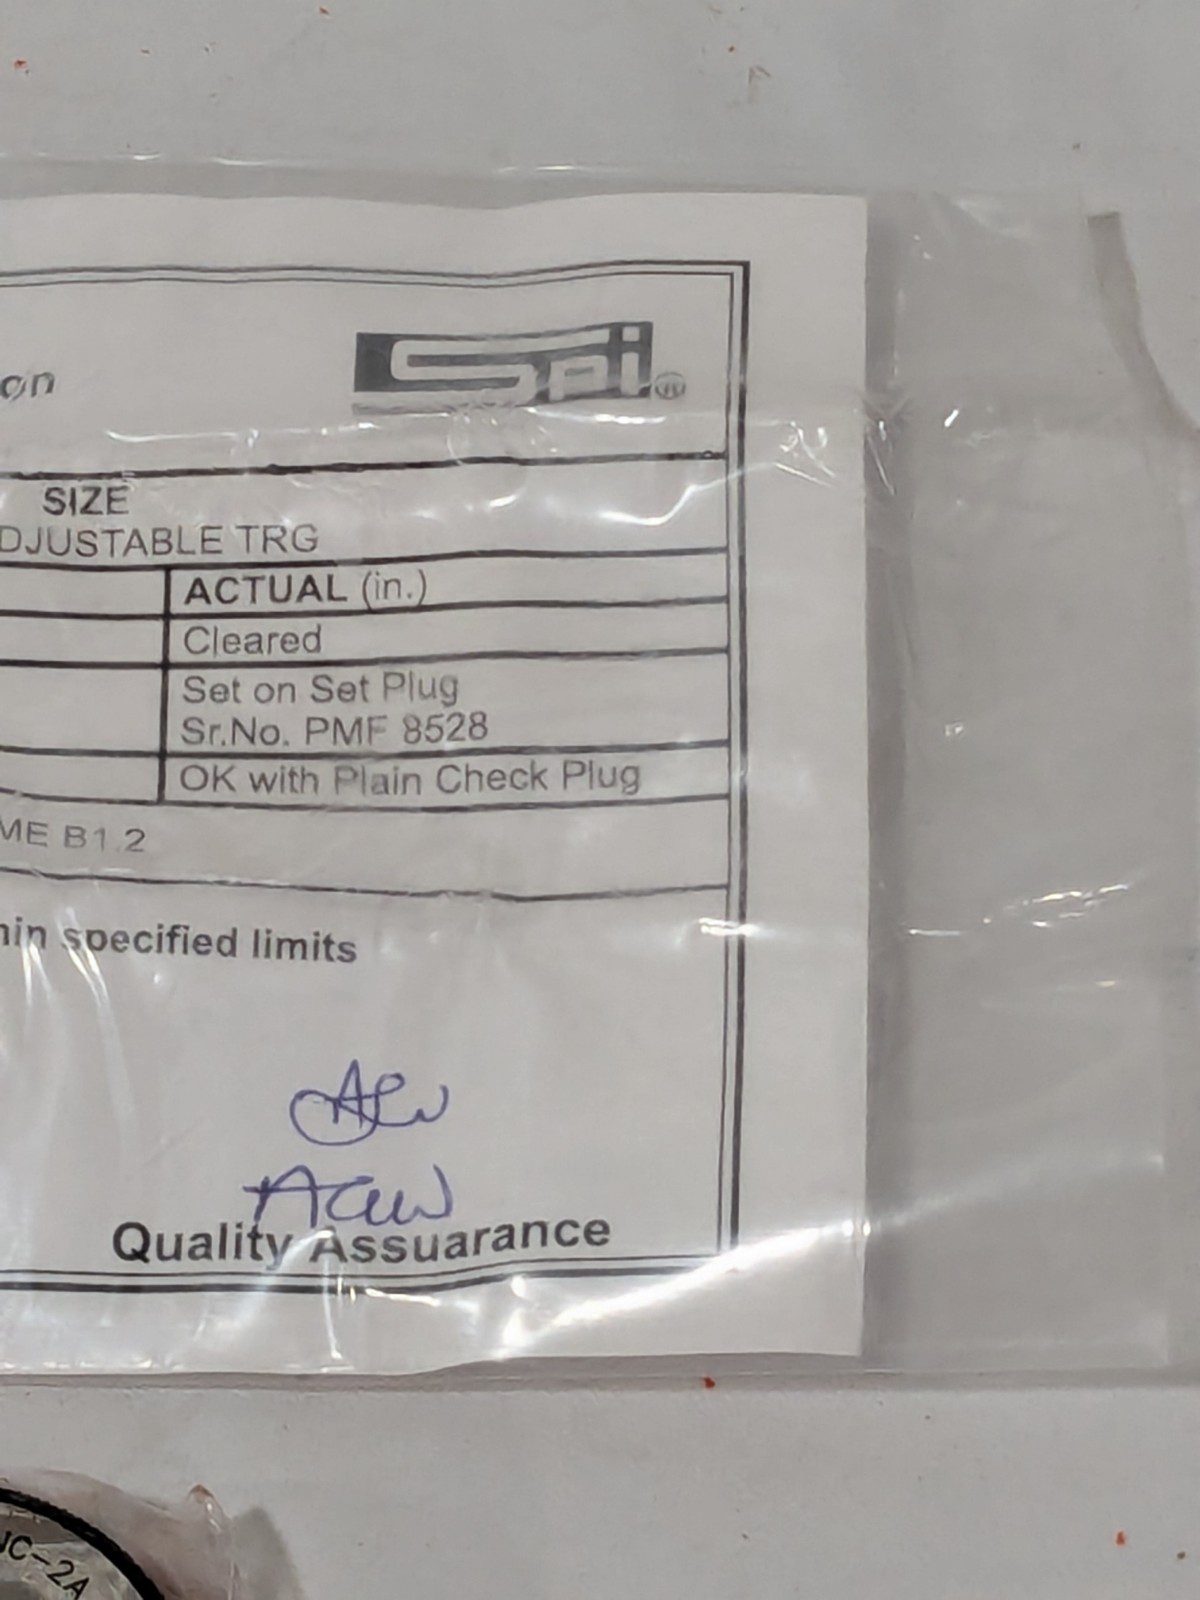 on
Spi ®
SIZE
DJUSTABLE TRG
ACTUAL (in.)
Cleared
Set on Set Plug
Sr.No. PMF 8528
OK with Plain Check Plug
ME B1.2
hin specified limits
Quality Assuarance
C-2A